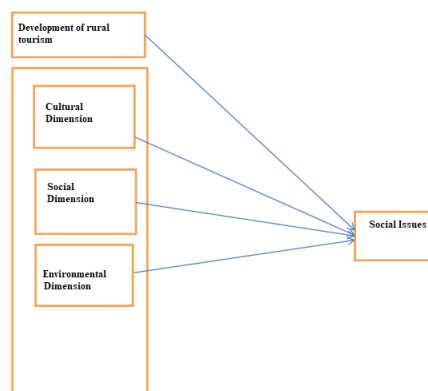 Development of rural
tourism
Cultural
Dimension
Social
Dimension
Social Issues
Environmental
Dimension